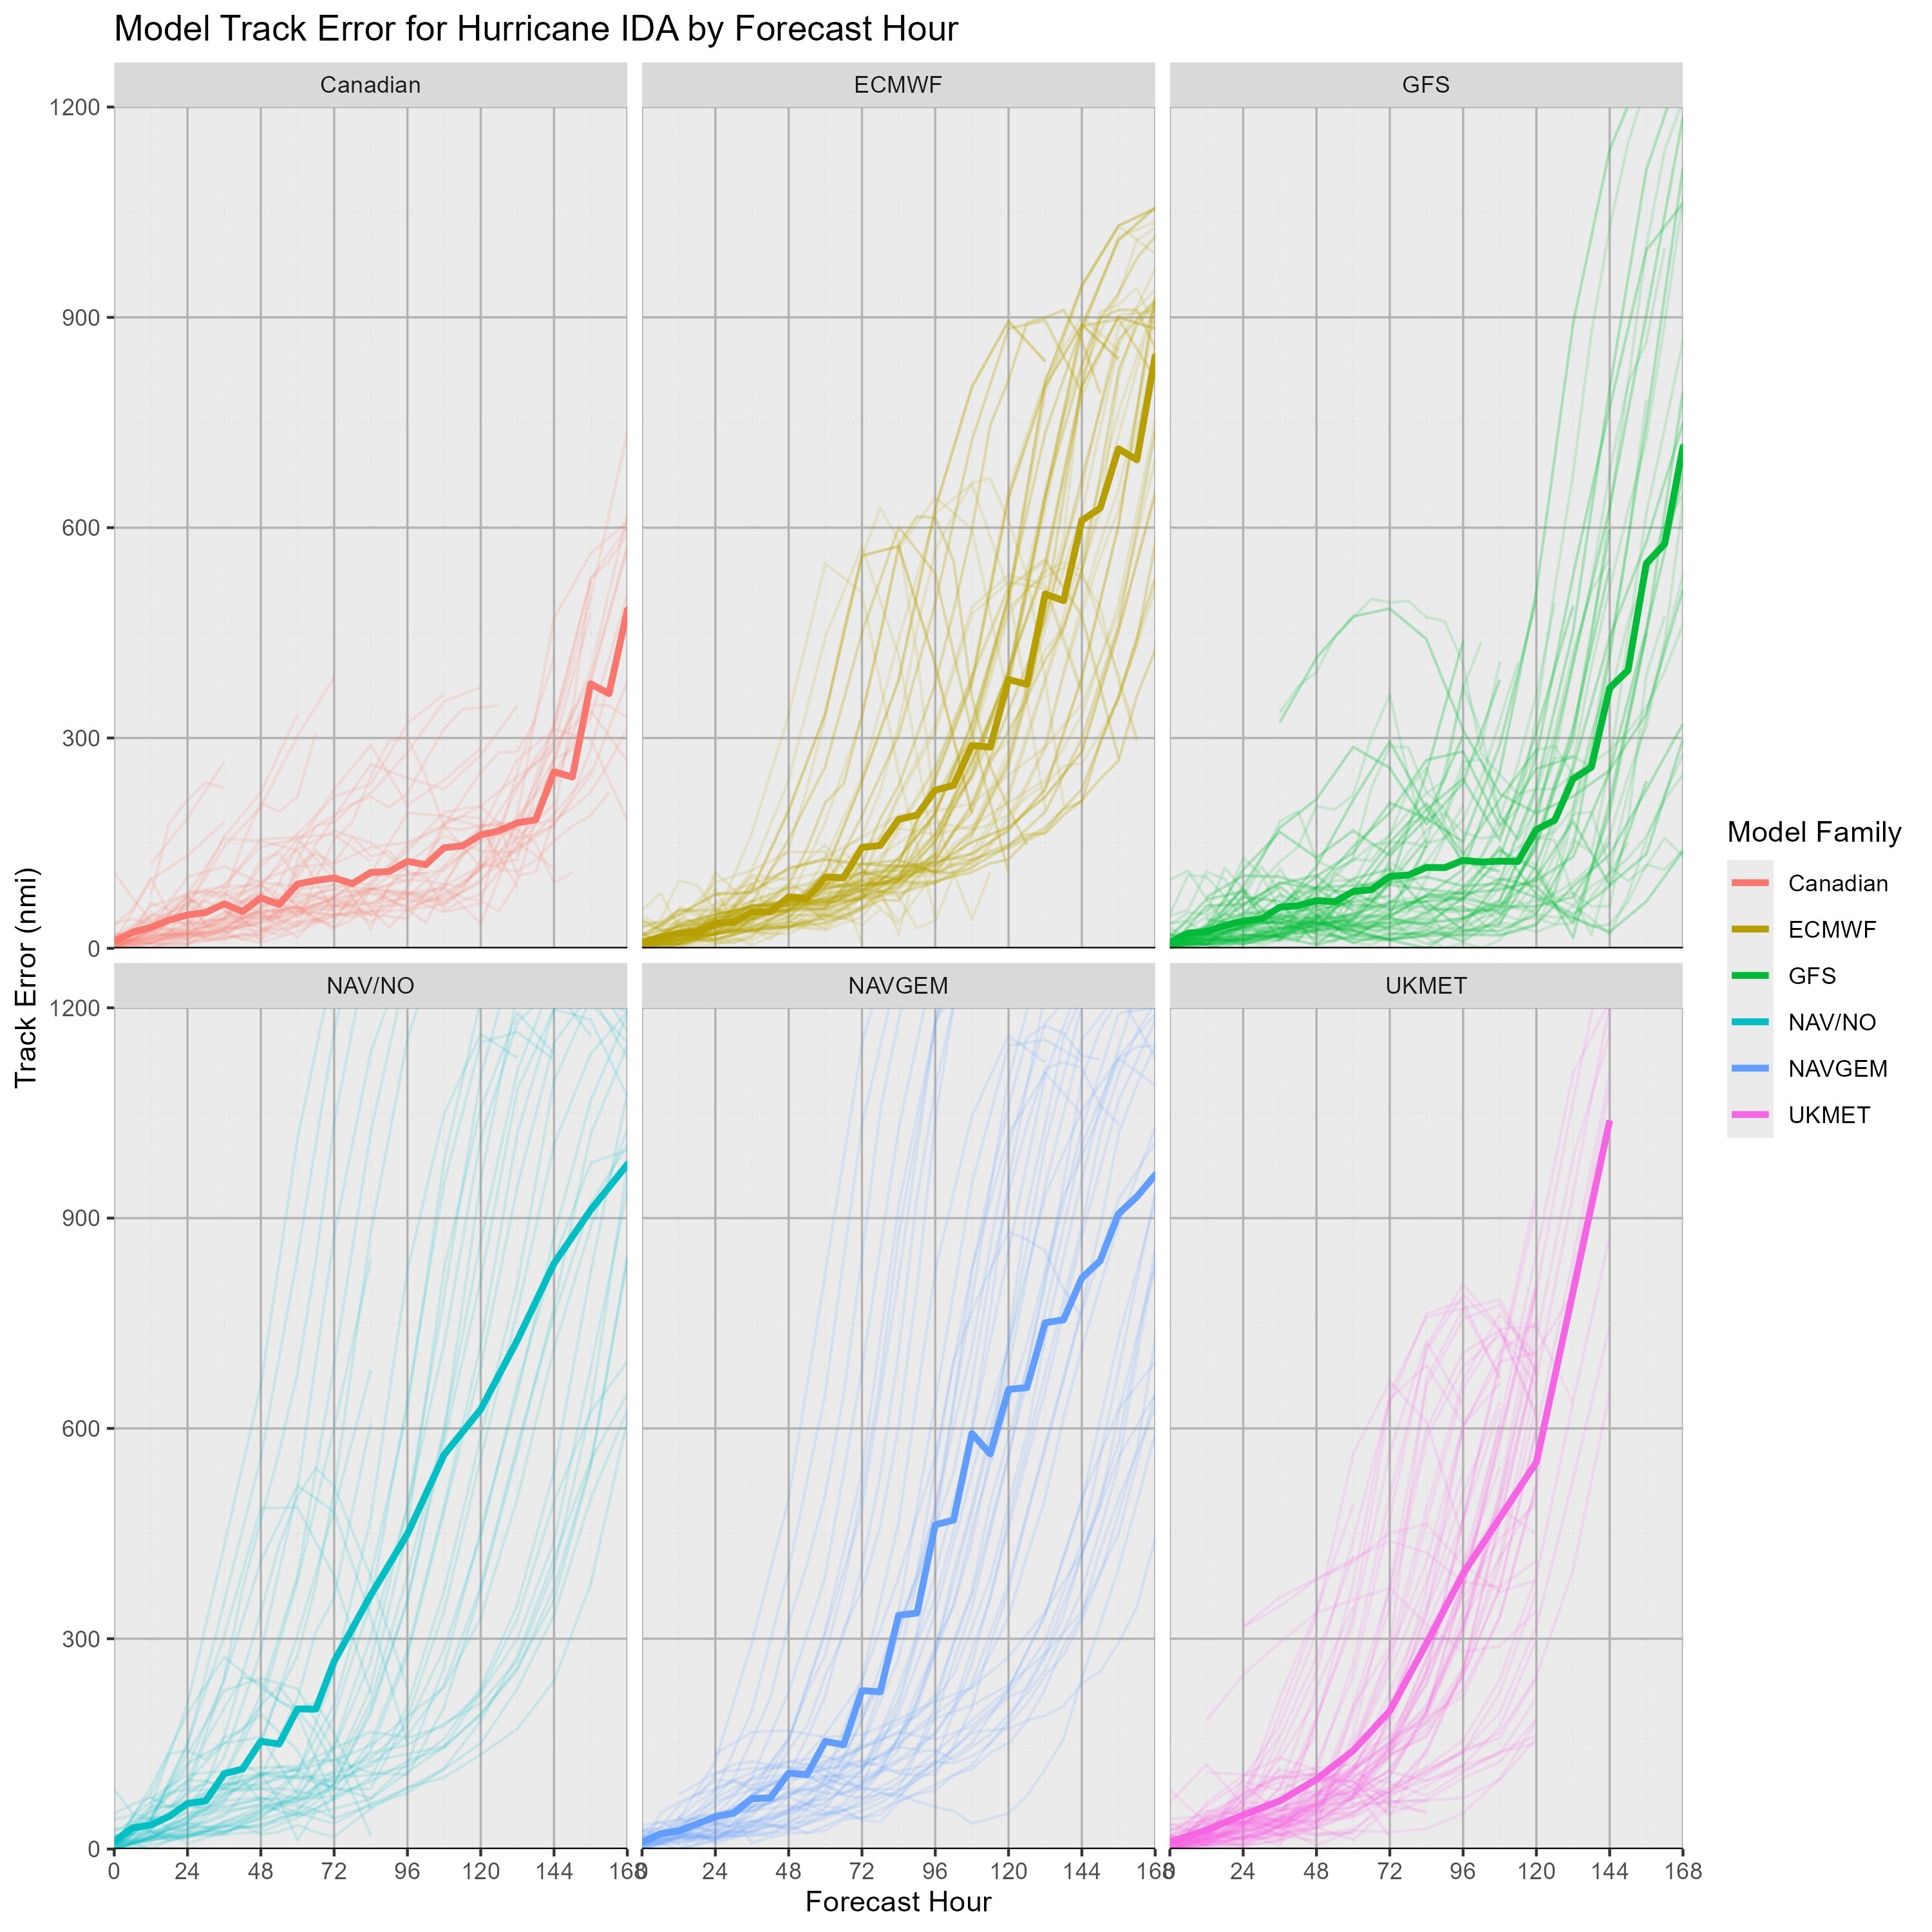 Model Track Error for Hurricane IDA by Forecast Hour
Canadian
ECMWF
GFS
1200
900
600
300
0
NAV/NO
NAVGEM
UKMET
1200
900
600
300
0
0 24 48 72 96 120 144 168
0 24 48 72 96 120 144 168
0 24 48 72 96 120 144 168
Forecast Hour
Track Error (nmi)
Model Family
Canadian
ECMWF
GFS
NAV/NO
NAVGEM
UKMET